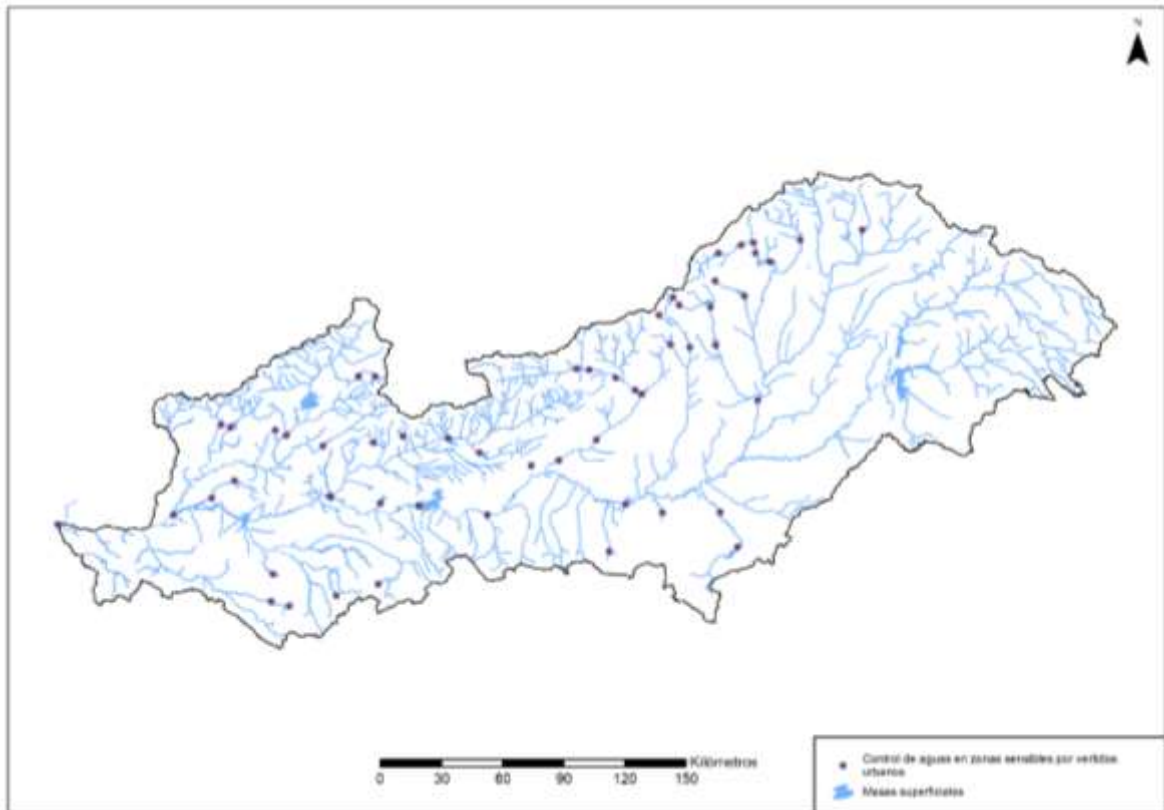 N
Kilómetros
0 30 60 90 120 150
Control de aguas en zonas sensibles por vertidos
urbanos
Masas superficiales